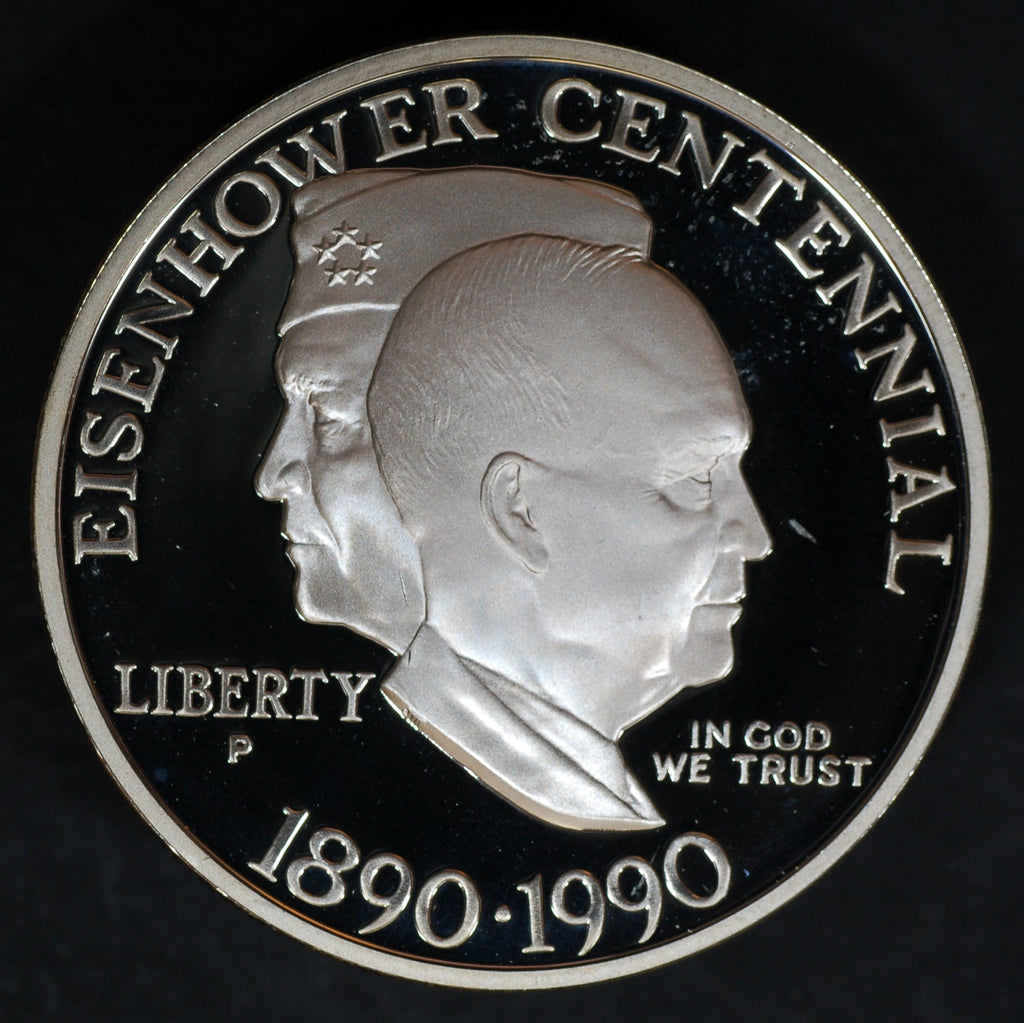 EISENHOWER CENTENNIAL
LIBERTY
P
IN GOD
WE TRUST
1890·1990